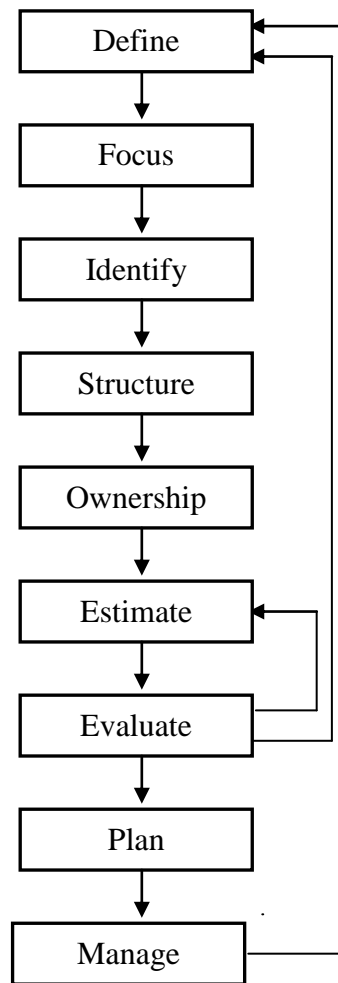 Define
Focus
Identify
Structure
Ownership
Estimate
Evaluate
Plan
Manage